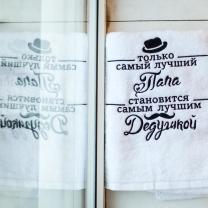 только
самый лучший
Папа
становится
самым лучшим
Дедушкой